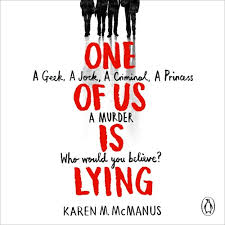 ONE
A Geek, A Jock, A Criminal, A Princess
OF US
A MURDER
IS
Who would you believe?
LYING
KAREN M. McMANUS